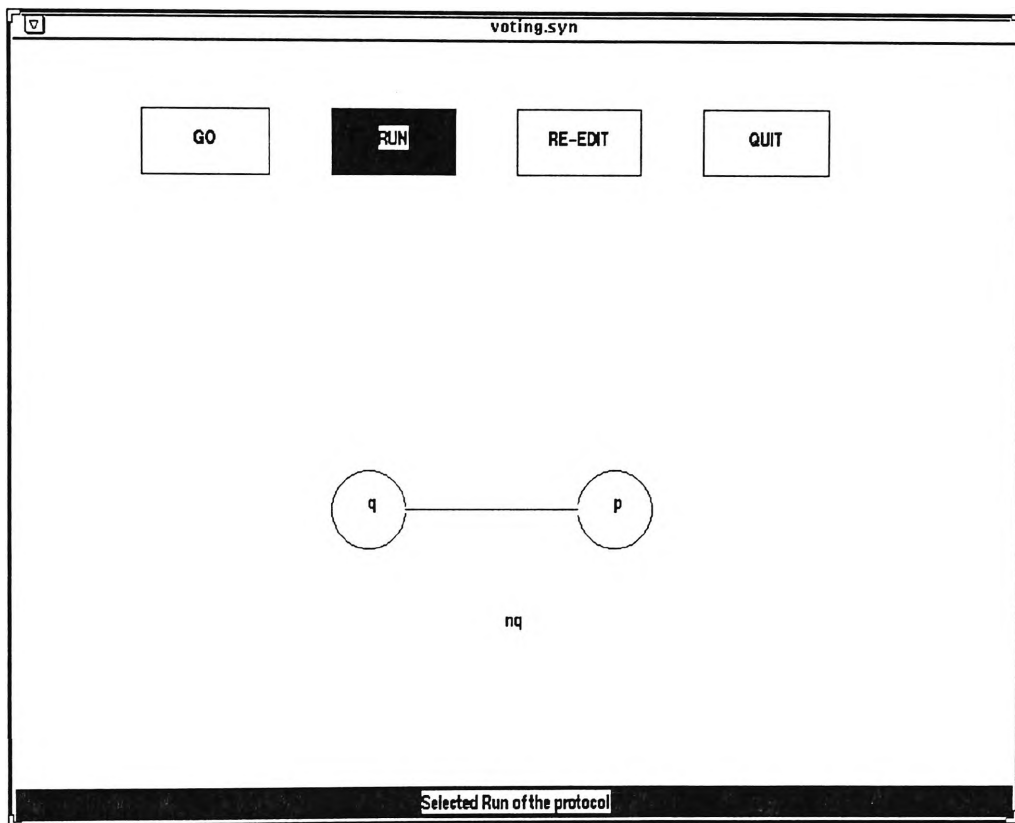 voting.syn
GO RUN RE-EDIT QUIT
q p
nq
Selected Run of the protocol